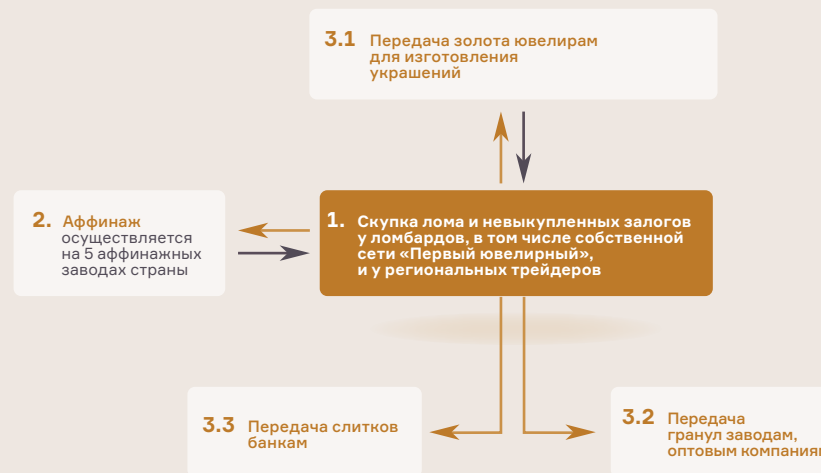 3.1 Передача золота ювелирам
для изготовления
украшений
2. Аффинаж
осуществляется
на 5 аффинажных
заводах страны
1. Скупка лома и невыкупленных залогов
у ломбардов, в том числе собственной
сети «Первый ювелирный»,
и у региональных трейдеров
3.3 Передача слитков
банкам
3.2 Передача
гранул заводам,
оптовым